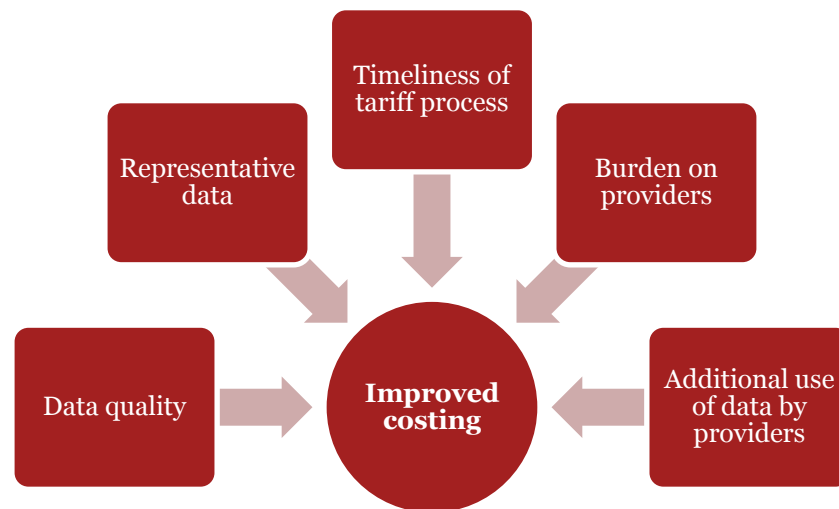 Timeliness of
tariff process
Representative
data
Burden on
providers
Data quality
Improved
costing
Additional use
of data by
providers